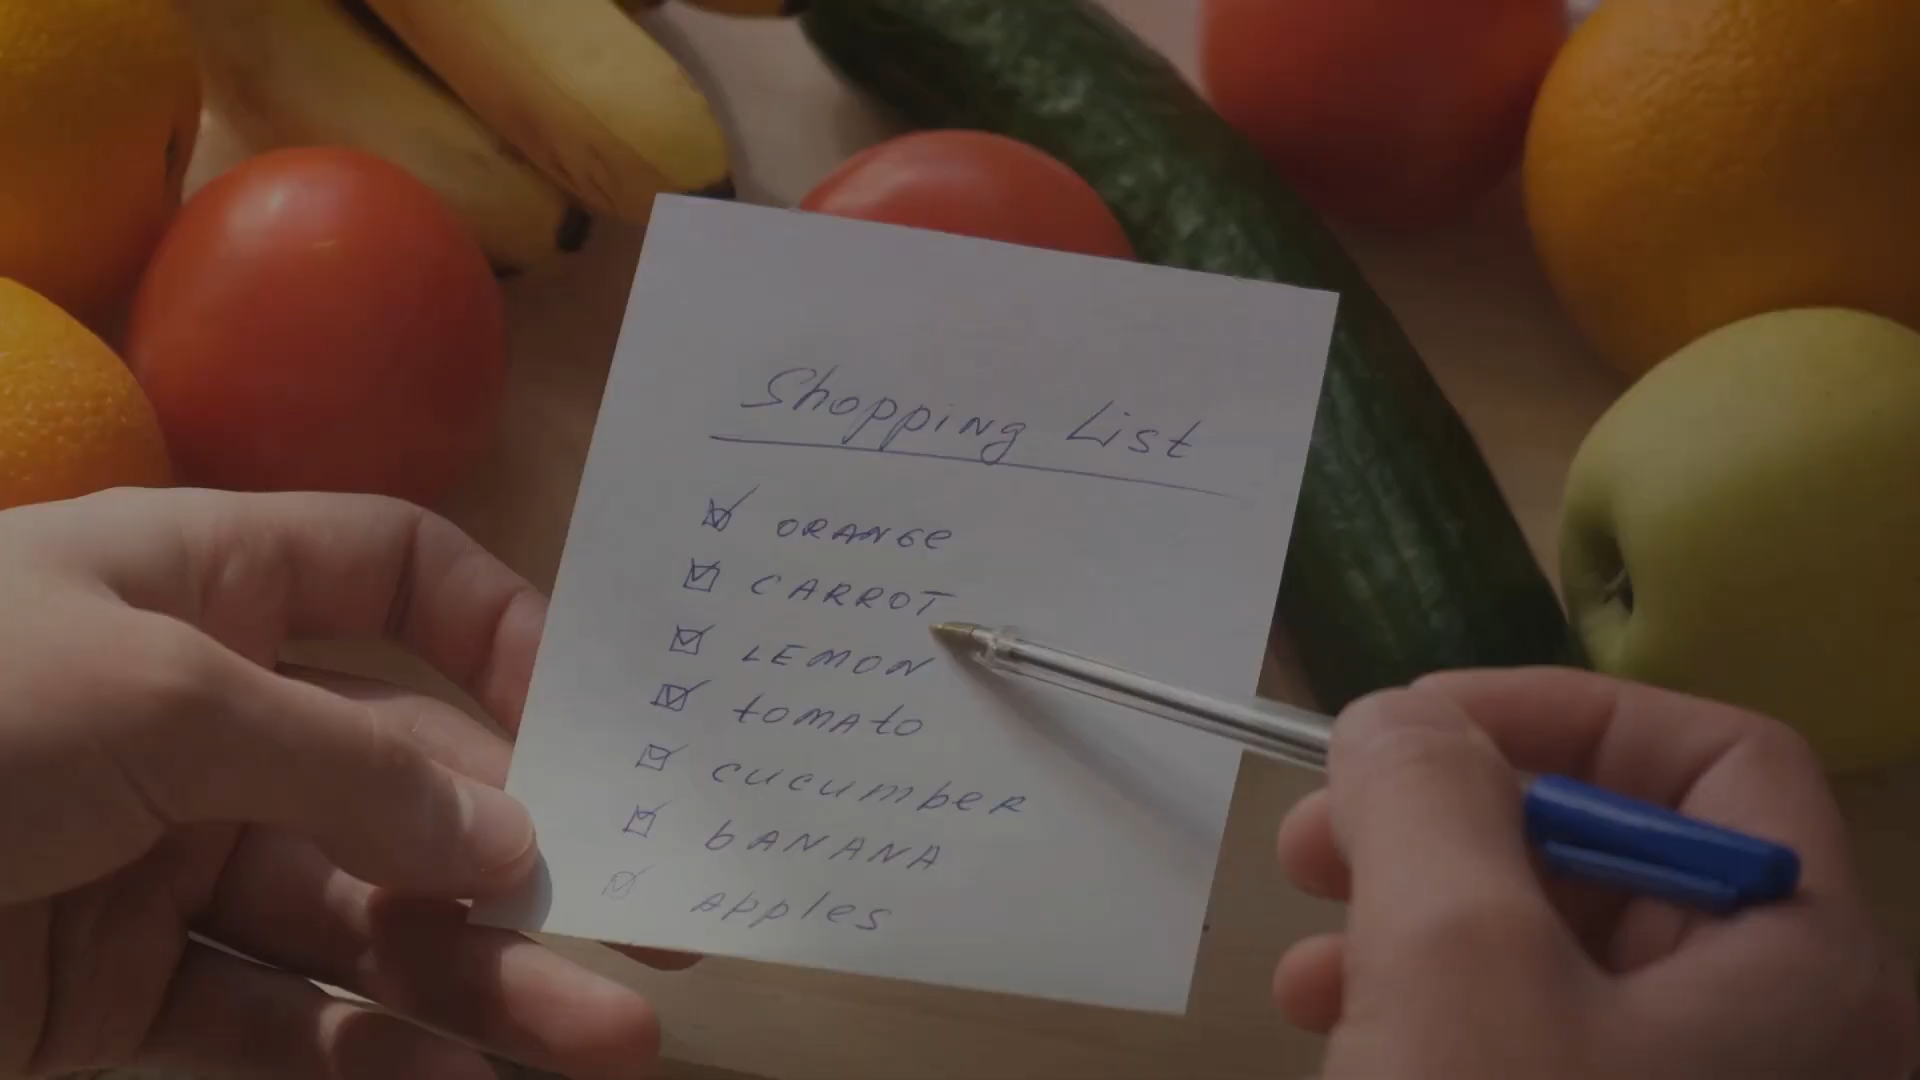 Shopping List
ORANGe
CARROT
LEMON
tomAto
cucumbeR
bANANA
Apples